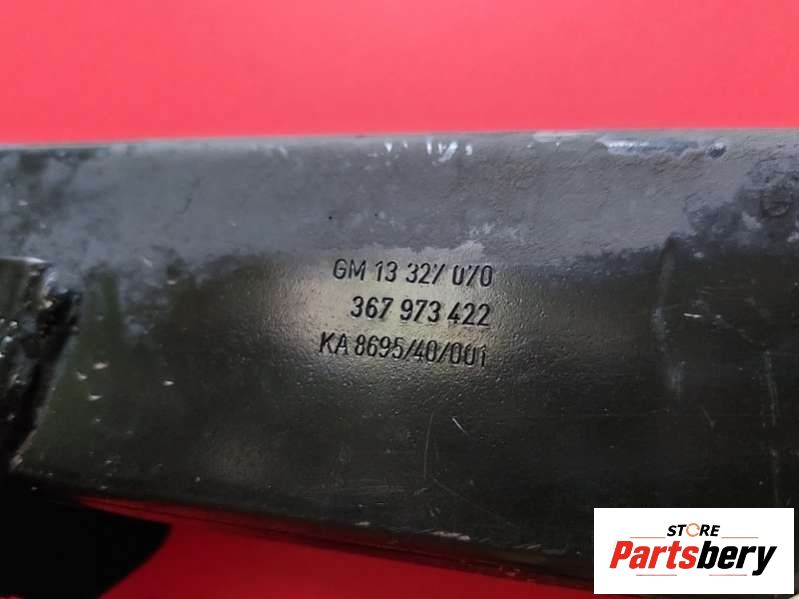 GM 13 327 070
367 973 422
KA 8695/40/001
STORE
Partsbery